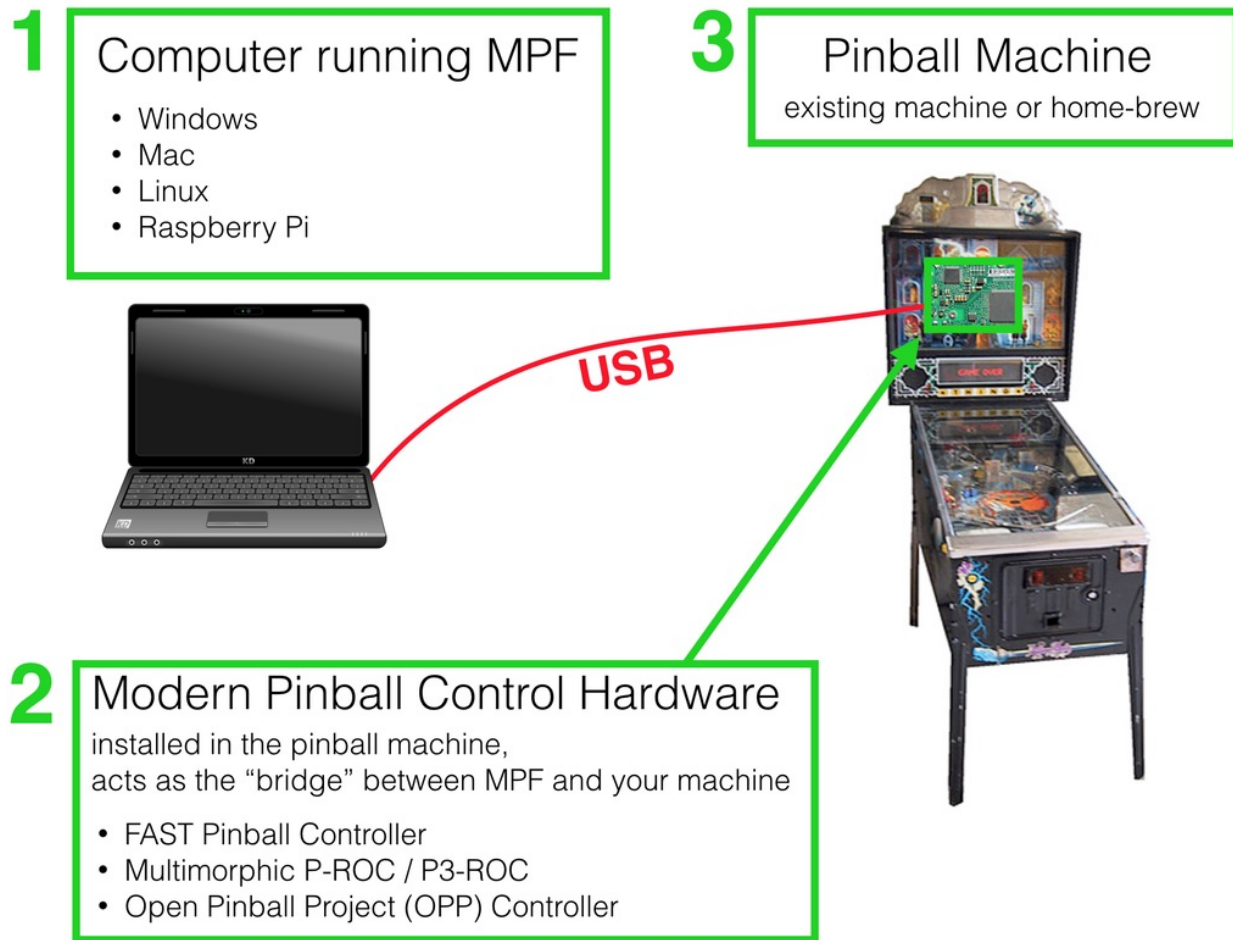 1
Computer running MPF
• Windows
• Mac
• Linux
• Raspberry Pi
3
Pinball Machine
existing machine or home-brew
USB
GAME OVER
KD
2
Modern Pinball Control Hardware
installed in the pinball machine,
acts as the “bridge” between MPF and your machine
• FAST Pinball Controller
• Multimorphic P-ROC / P3-ROC
• Open Pinball Project (OPP) Controller